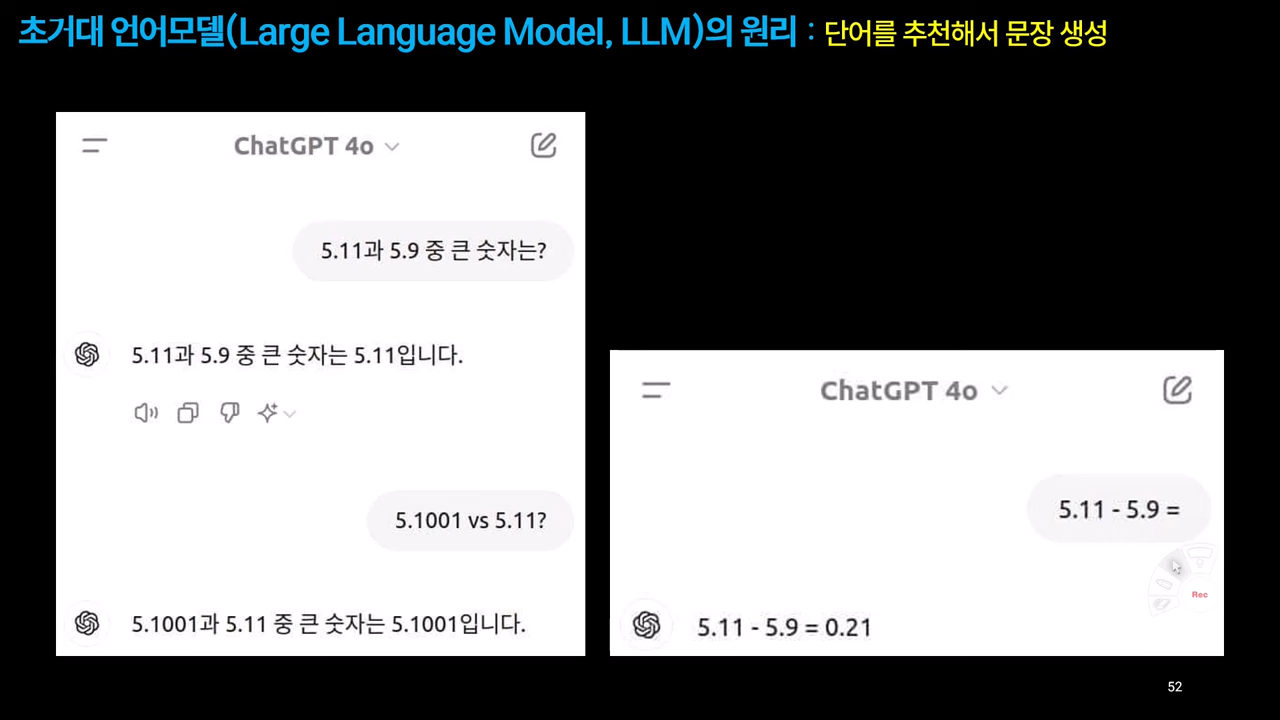 초거대 언어모델(Large Language Model, LLM)의 원리 : 단어를 추천해서 문장 생성
ChatGPT 4o
5.11과 5.9 중 큰 숫자는?
5.11과 5.9 중 큰 숫자는 5.11입니다.
5.1001 vs 5.11?
5.1001과 5.11 중 큰 숫자는 5.1001입니다.
ChatGPT 4o
5.11 - 5.9 =
Rec
5.11 - 5.9 = 0.21
52